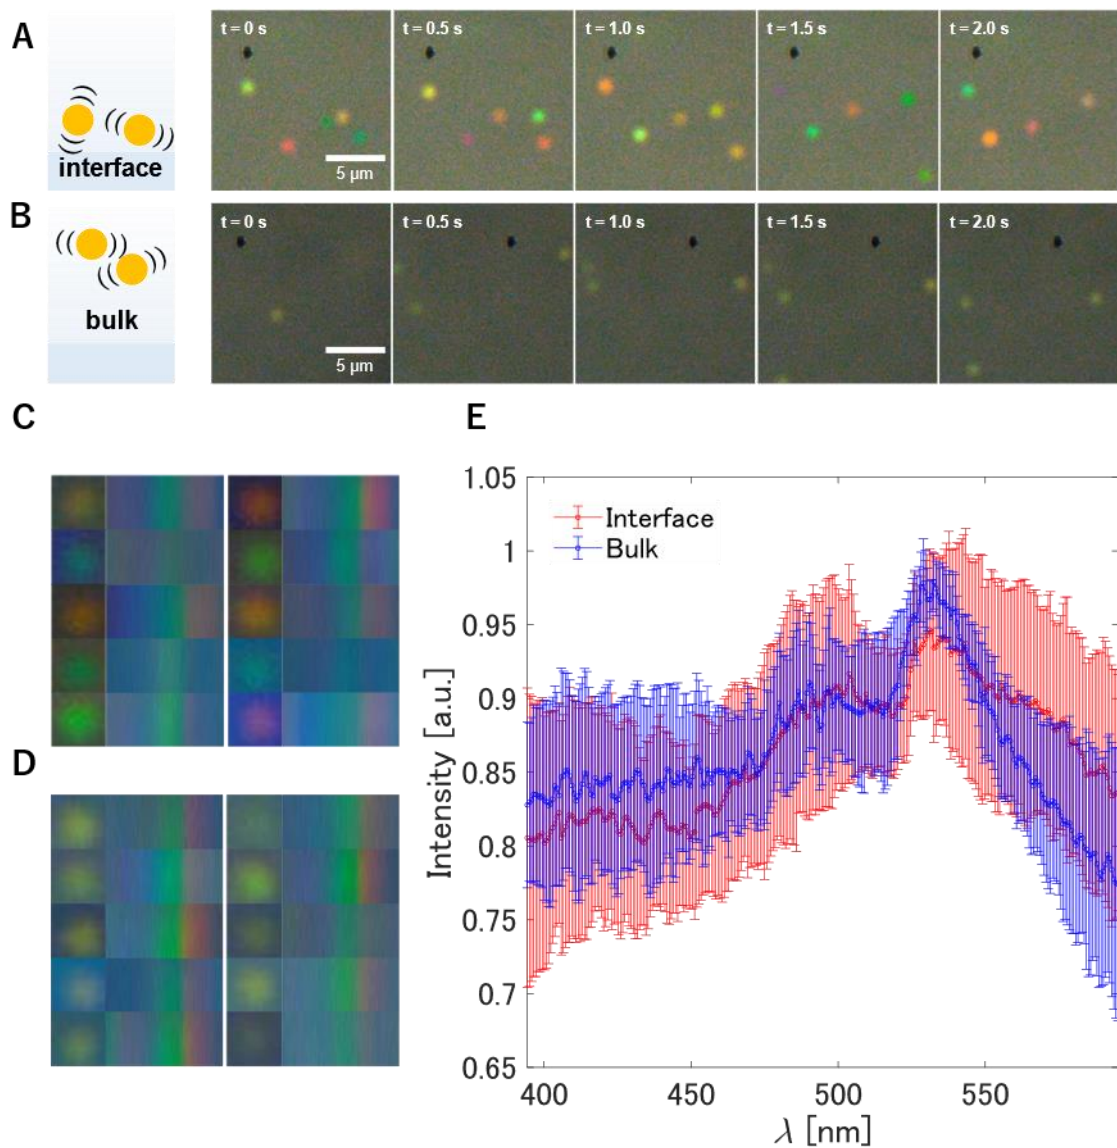 A
interface
t = 0 s
t = 0.5 s
t = 1.0 s
t = 1.5 s
t = 2.0 s
5 μm
B
bulk
t = 0 s
t = 0.5 s
t = 1.0 s
t = 1.5 s
t = 2.0 s
5 μm
C
D
E
Interface
Bulk
1.05
1
0.95
0.9
0.85
0.8
0.75
0.7
0.65
Intensity [a.u.]
400
450
500
550
λ [nm]